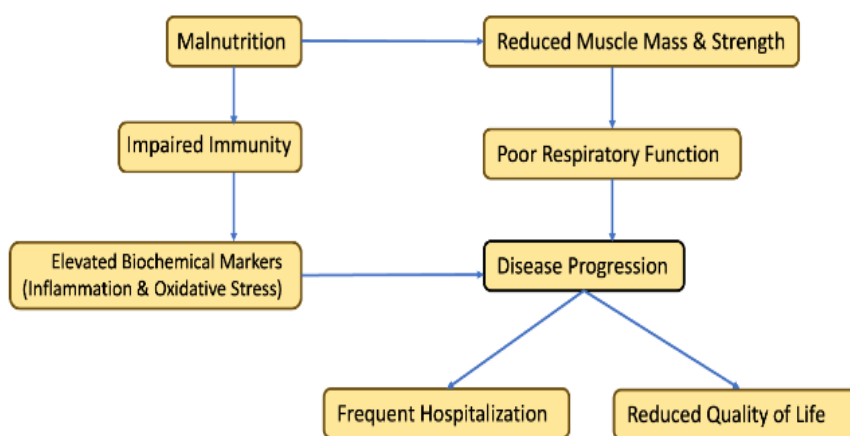 Malnutrition
Reduced Muscle Mass & Strength
Impaired Immunity
Poor Respiratory Function
Elevated Biochemical Markers
(Inflammation & Oxidative Stress)
Disease Progression
Frequent Hospitalization
Reduced Quality of Life